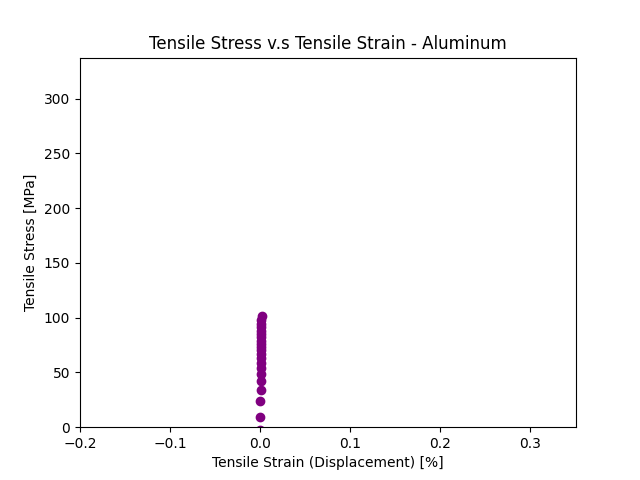 Tensile Stress v.s Tensile Strain - Aluminum
300
250
200
150
100
50
0
Tensile Stress [MPa]
−0.2 −0.1 0.0 0.1 0.2 0.3
Tensile Strain (Displacement) [%]